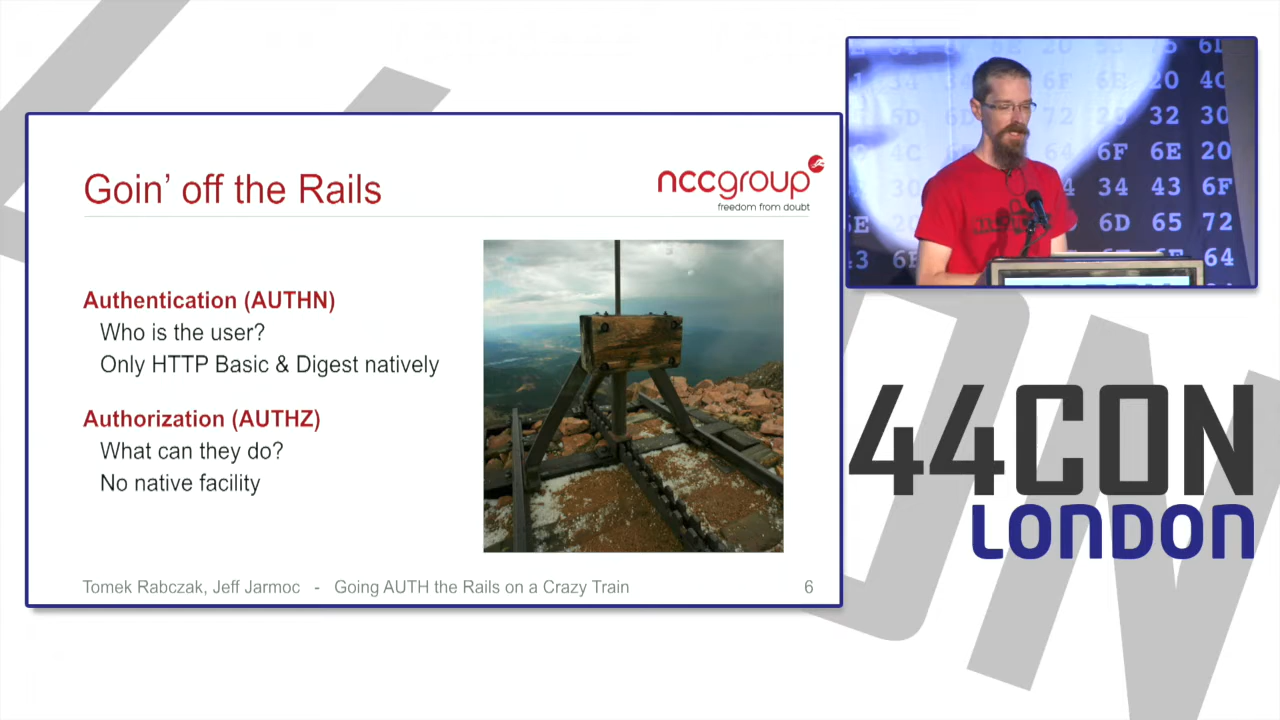 Goin' off the Rails
nccgroup
freedom from doubt
Authentication (AUTHN)
Who is the user?
Only HTTP Basic & Digest natively
Authorization (AUTHZ)
What can they do?
No native facility
Tomek Rabczak, Jeff Jarmoc - Going AUTH the Rails on a Crazy Train
6
44CON
LONDON